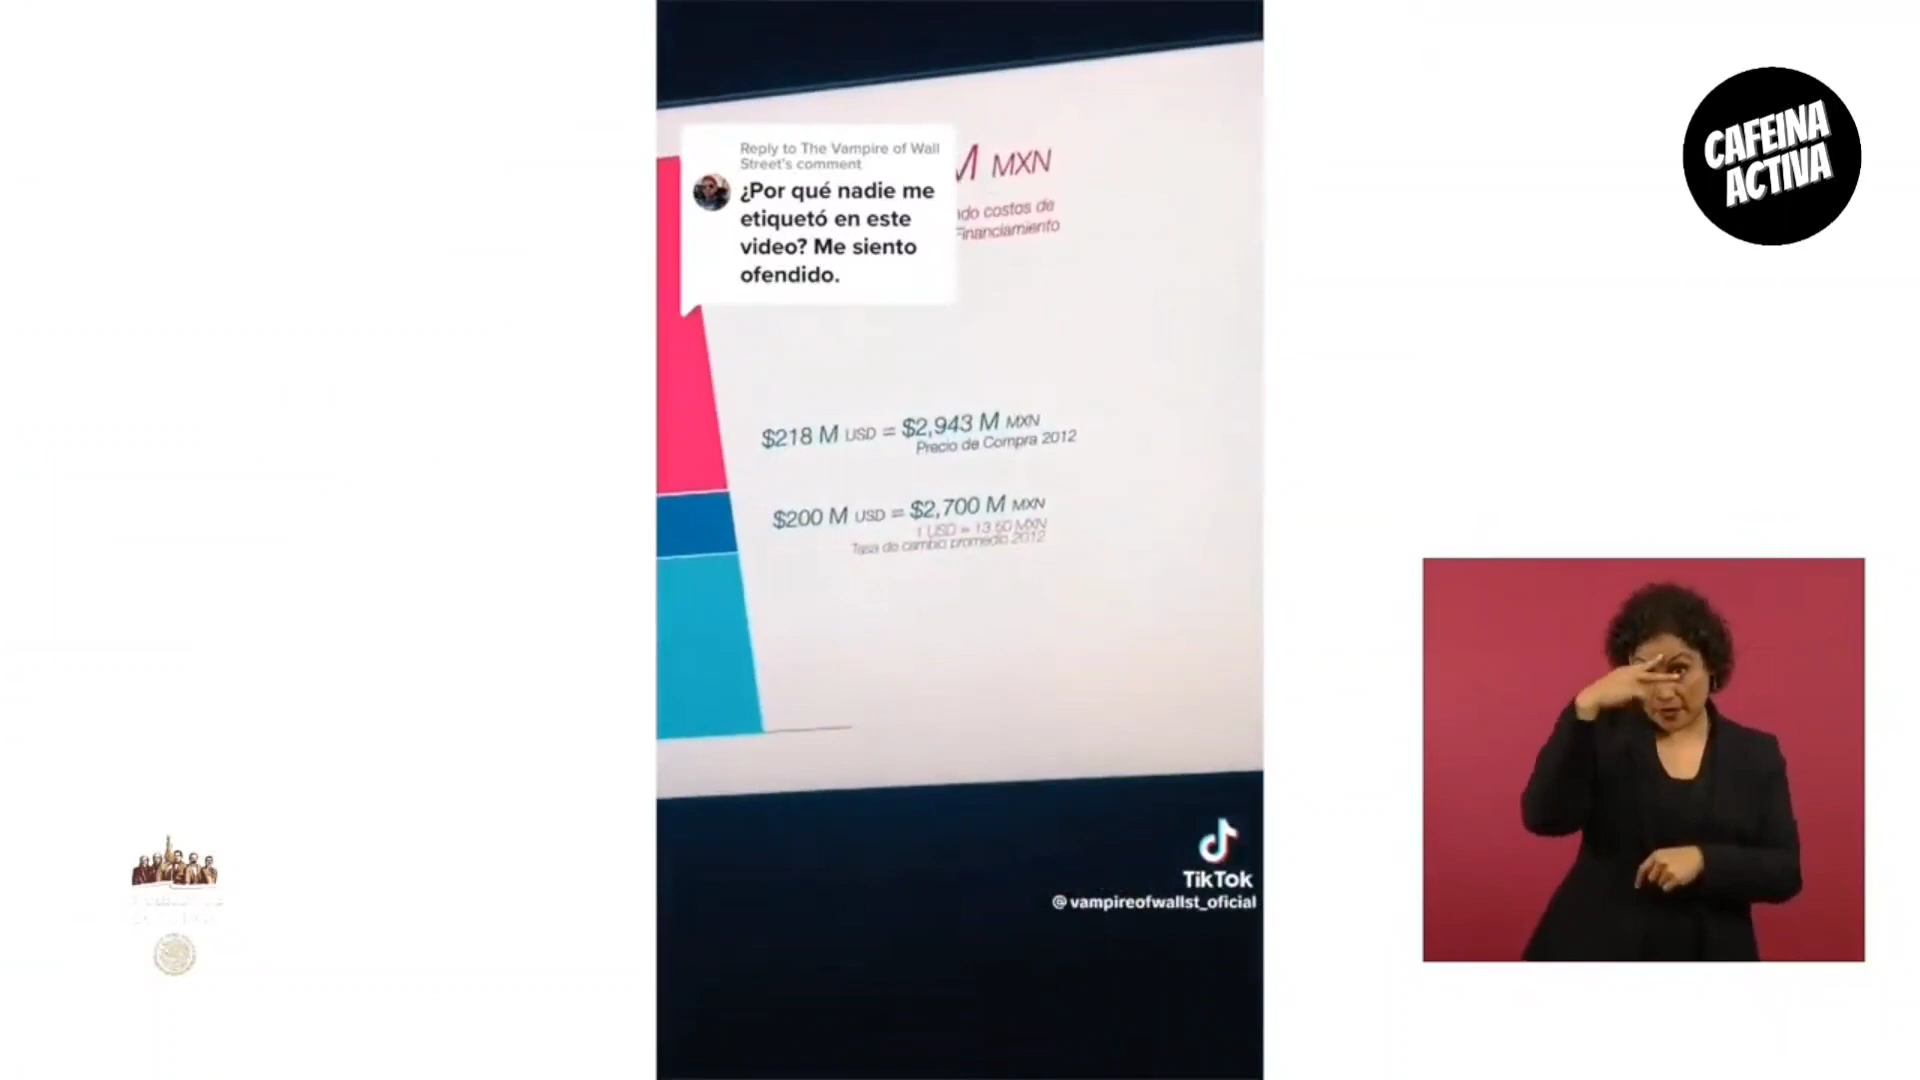 Reply to The Vampire of Wall
Street's comment
¿Por qué nadie me
etiquetó en este
video? Me siento
ofendido.
M MXN
costos de
Financiamiento
$218 M USD = $2,943 M MXN
Precio de Compra 2012
$200 M USD = $2,700 M MXN
1 USD = 13.50 MXN
Tasa de cambio promedio 2012
TikTok
@vampireofwallst_oficial
CAFEINA
ACTIVA